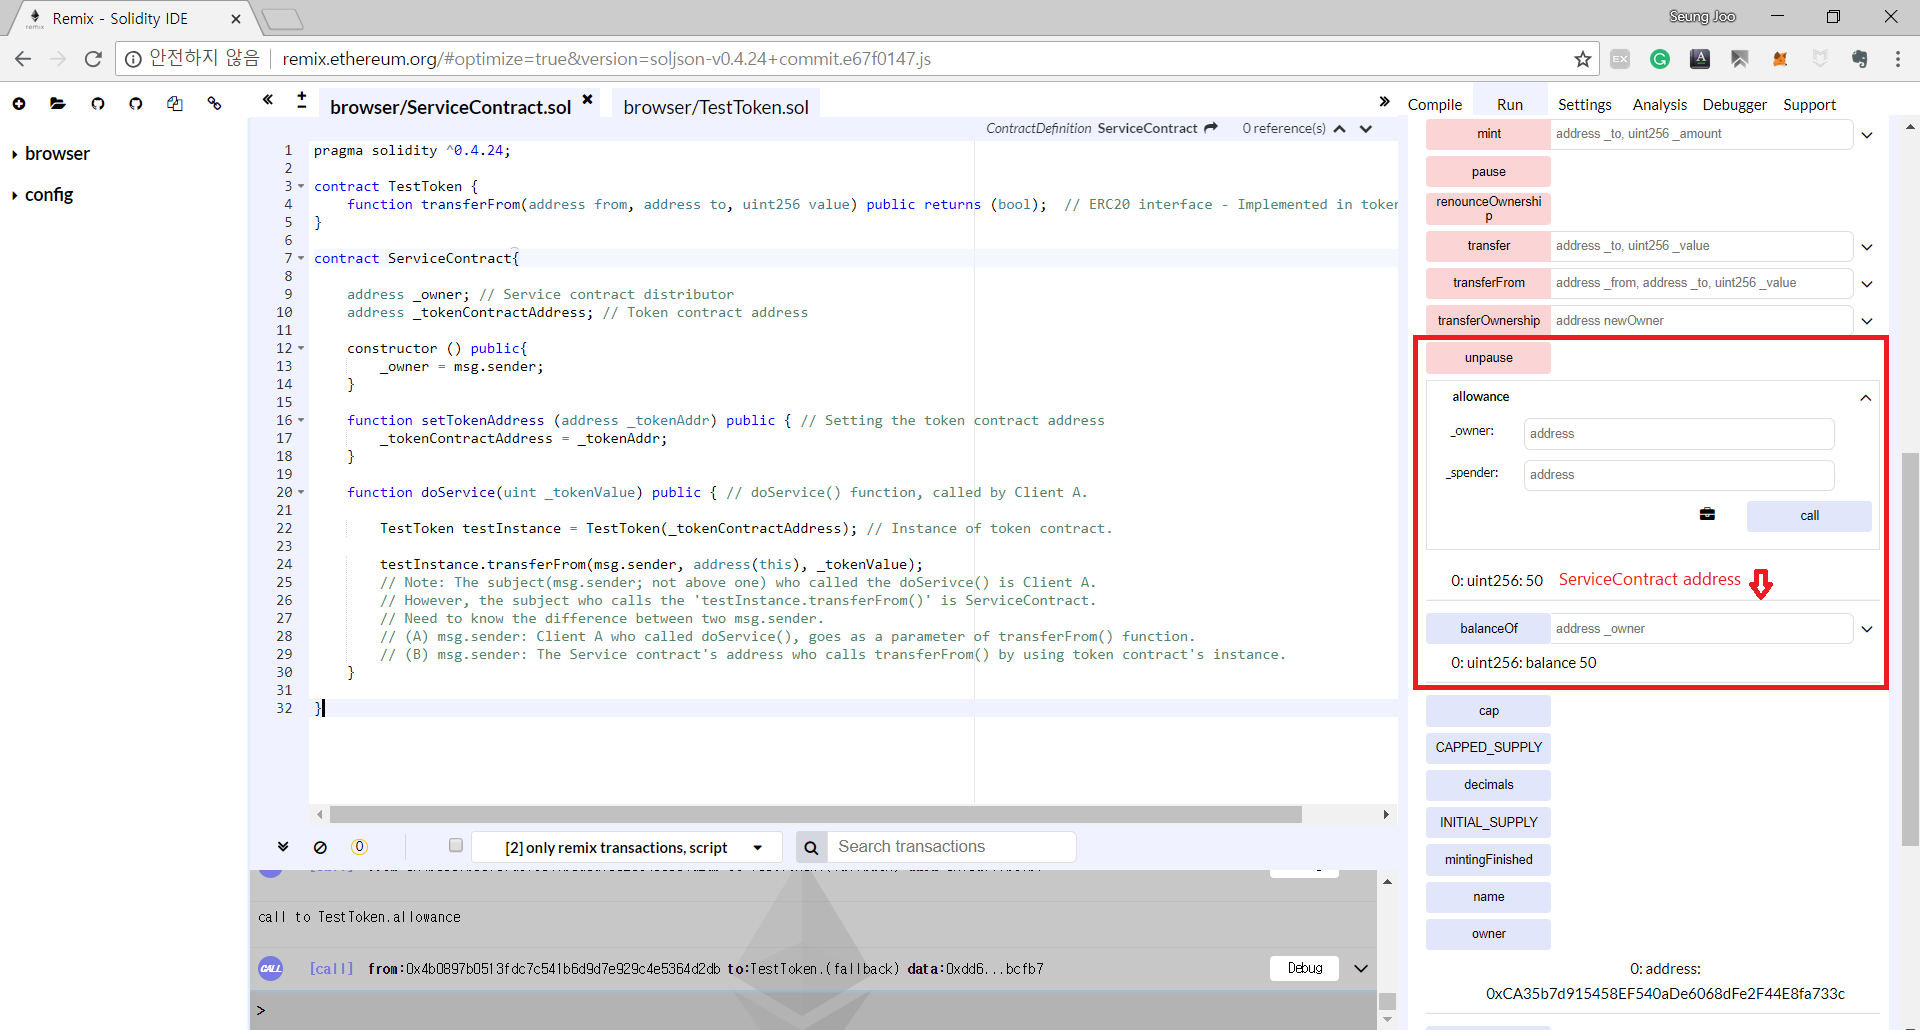 Remix - Solidity IDE
Seung Joo
안전하지 않음
remix.ethereum.org/#optimize=true&version=soljson-v0.4.24+commit.e67f0147.js
browser/ServiceContract.sol
browser/TestToken.sol
Compile
Run
Settings
Analysis
Debugger
Support
browser
config
ContractDefinition ServiceContract
0 reference(s)
1 pragma solidity ^0.4.24;
2
3 contract TestToken {
4 function transferFrom(address from, address to, uint256 value) public returns (bool);  // ERC20 interface - Implemented in token
5 }
6
7 contract ServiceContract{
8
9 address _owner; // Service contract distributor
10 address _tokenContractAddress; // Token contract address
11
12 constructor () public{
13 _owner = msg.sender;
14 }
15
16 function setTokenAddress (address _tokenAddr) public { // Setting the token contract address
17 _tokenContractAddress = _tokenAddr;
18 }
19
20 function doService(uint _tokenValue) public { // doService() function, called by Client A.
21
22 TestToken testInstance = TestToken(_tokenContractAddress); // Instance of token contract.
23
24 testInstance.transferFrom(msg.sender, address(this), _tokenValue);
25 // Note: The subject(msg.sender; not above one) who called the doSerivce() is Client A.
26 // However, the subject who calls the 'testInstance.transferFrom()' is ServiceContract.
27 // Need to know the difference between two msg.sender.
28 // (A) msg.sender: Client A who called doService(), goes as a parameter of transferFrom() function.
29 // (B) msg.sender: The Service contract's address who calls transferFrom() by using token contract's instance.
30 }
31
32 }
0
[2] only remix transactions, script
Search transactions
call to TestToken.allowance
CALL
[call] from:0x4b0897b0513fdc7c541b6d9d7e929c4e5364d2db to:TestToken.(fallback) data:0xdd6...bcfb7
Debug
>
mint
address _to, uint256 _amount
pause
renounceOwnershi
p
transfer
address _to, uint256 _value
transferFrom
address _from, address _to, uint256 _value
transferOwnership
address newOwner
unpause
allowance
_owner:
address
_spender:
address
call
0: uint256: 50
ServiceContract address
balanceOf
address _owner
0: uint256: balance 50
cap
CAPPED_SUPPLY
decimals
INITIAL_SUPPLY
mintingFinished
name
owner
0: address:
0xCA35b7d915458EF540aDe6068dFe2F44E8fa733c